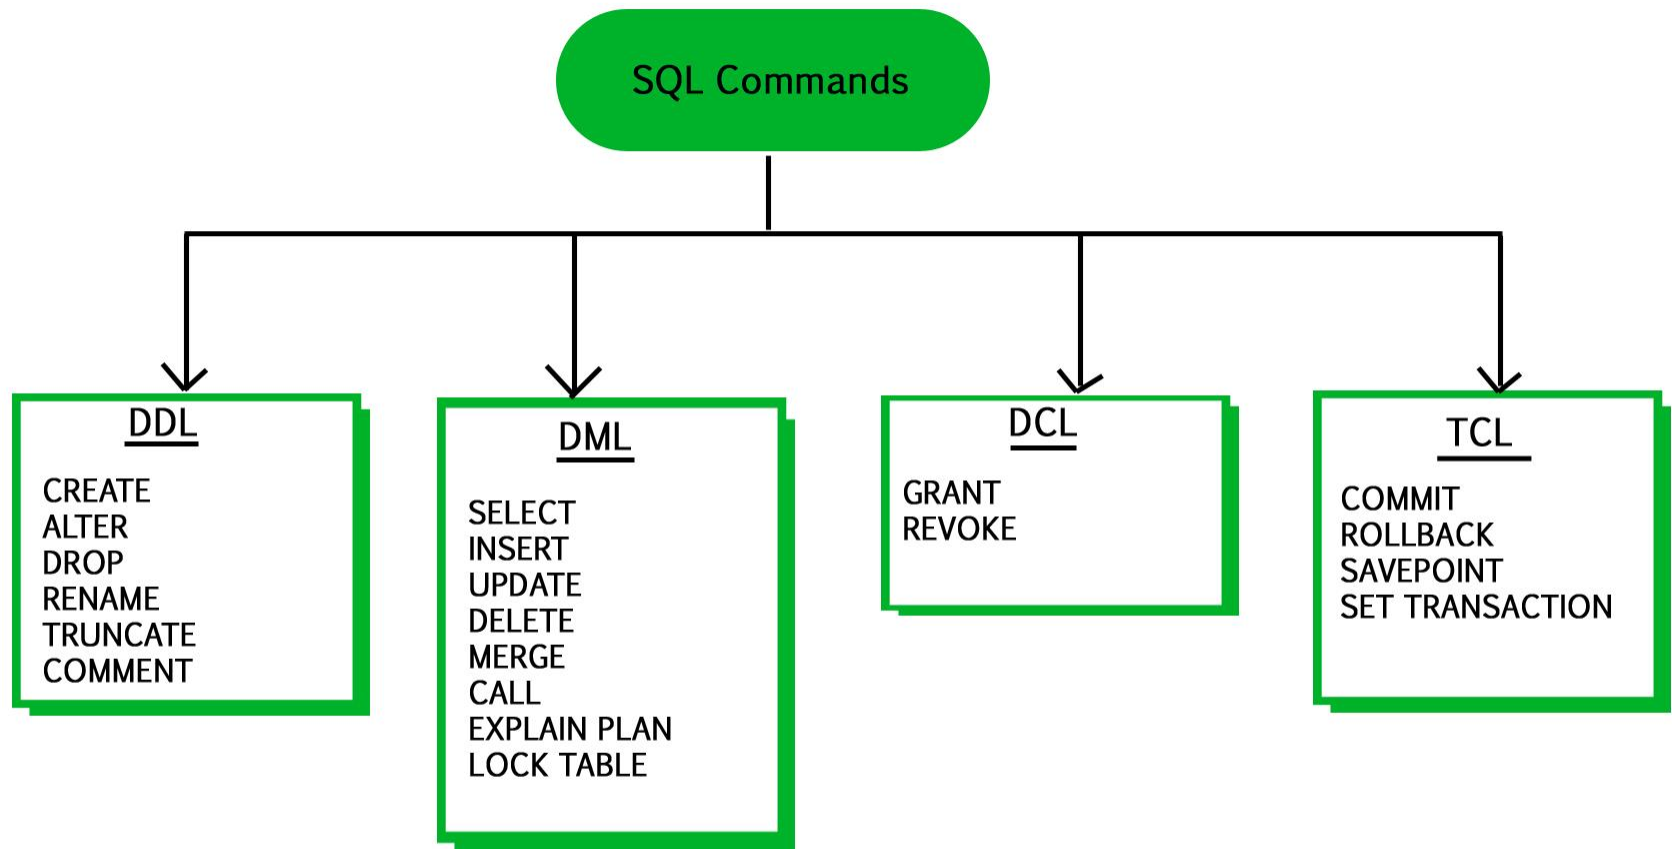 SQL Commands
DDL
CREATE
ALTER
DROP
RENAME
TRUNCATE
COMMENT
DML
SELECT
INSERT
UPDATE
DELETE
MERGE
CALL
EXPLAIN PLAN
LOCK TABLE
DCL
GRANT
REVOKE
TCL
COMMIT
ROLLBACK
SAVEPOINT
SET TRANSACTION